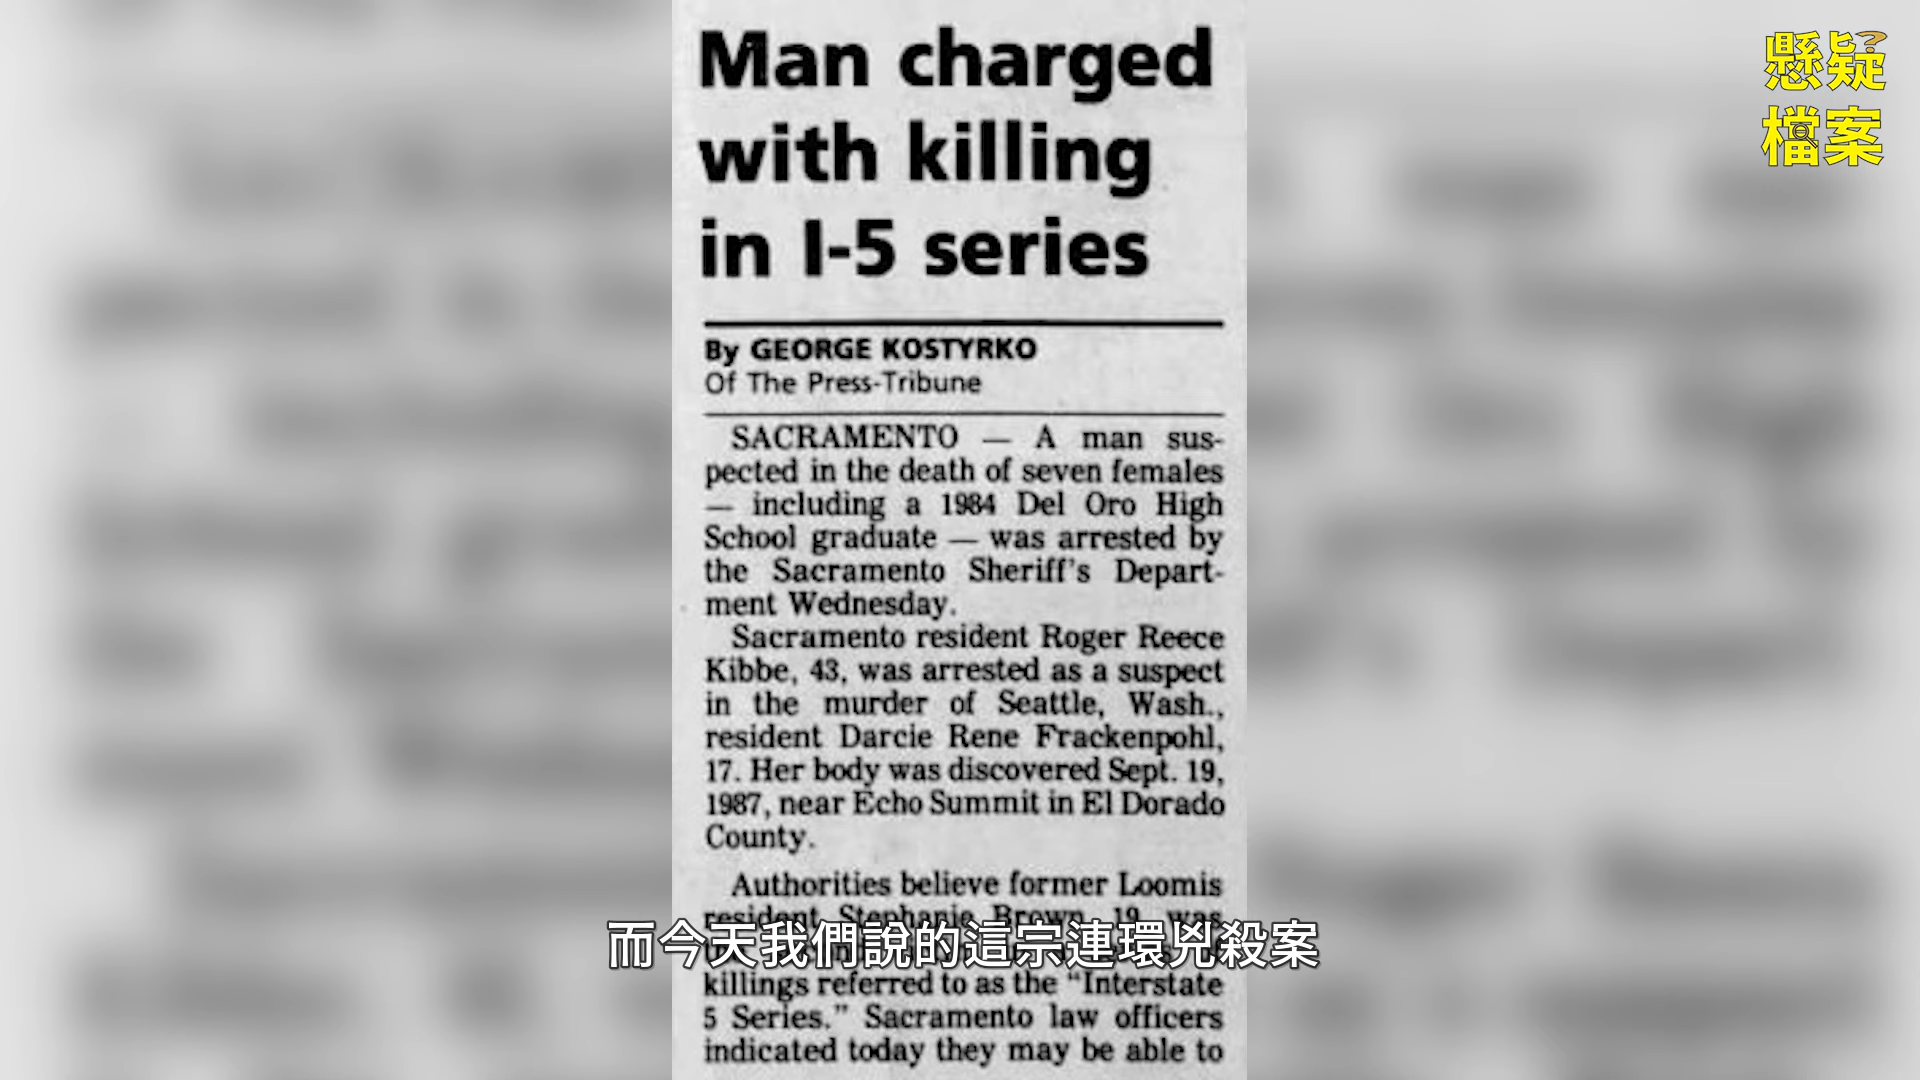 Man charged
with killing
in I-5 series
By GEORGE KOSTYRKO
Of The Press-Tribune
SACRAMENTO — A man sus-
pected in the death of seven females
— including a 1984 Del Oro High
School graduate — was arrested by
the Sacramento Sheriff's Depart-
ment Wednesday.
Sacramento resident Roger Reece
Kibbe, 43, was arrested as a suspect
in the murder of Seattle, Wash.,
resident Darcie Rene Frackenpohl,
17. Her body was discovered Sept. 19,
1987, near Echo Summit in El Dorado
County.
Authorities believe former Loomis
resident Stephanie Brown, 19, was
而今天我們說的這宗連環兇殺案
killings referred to as the "Interstate
5 Series." Sacramento law officers
indicated today they may be able to
懸疑?
檔案